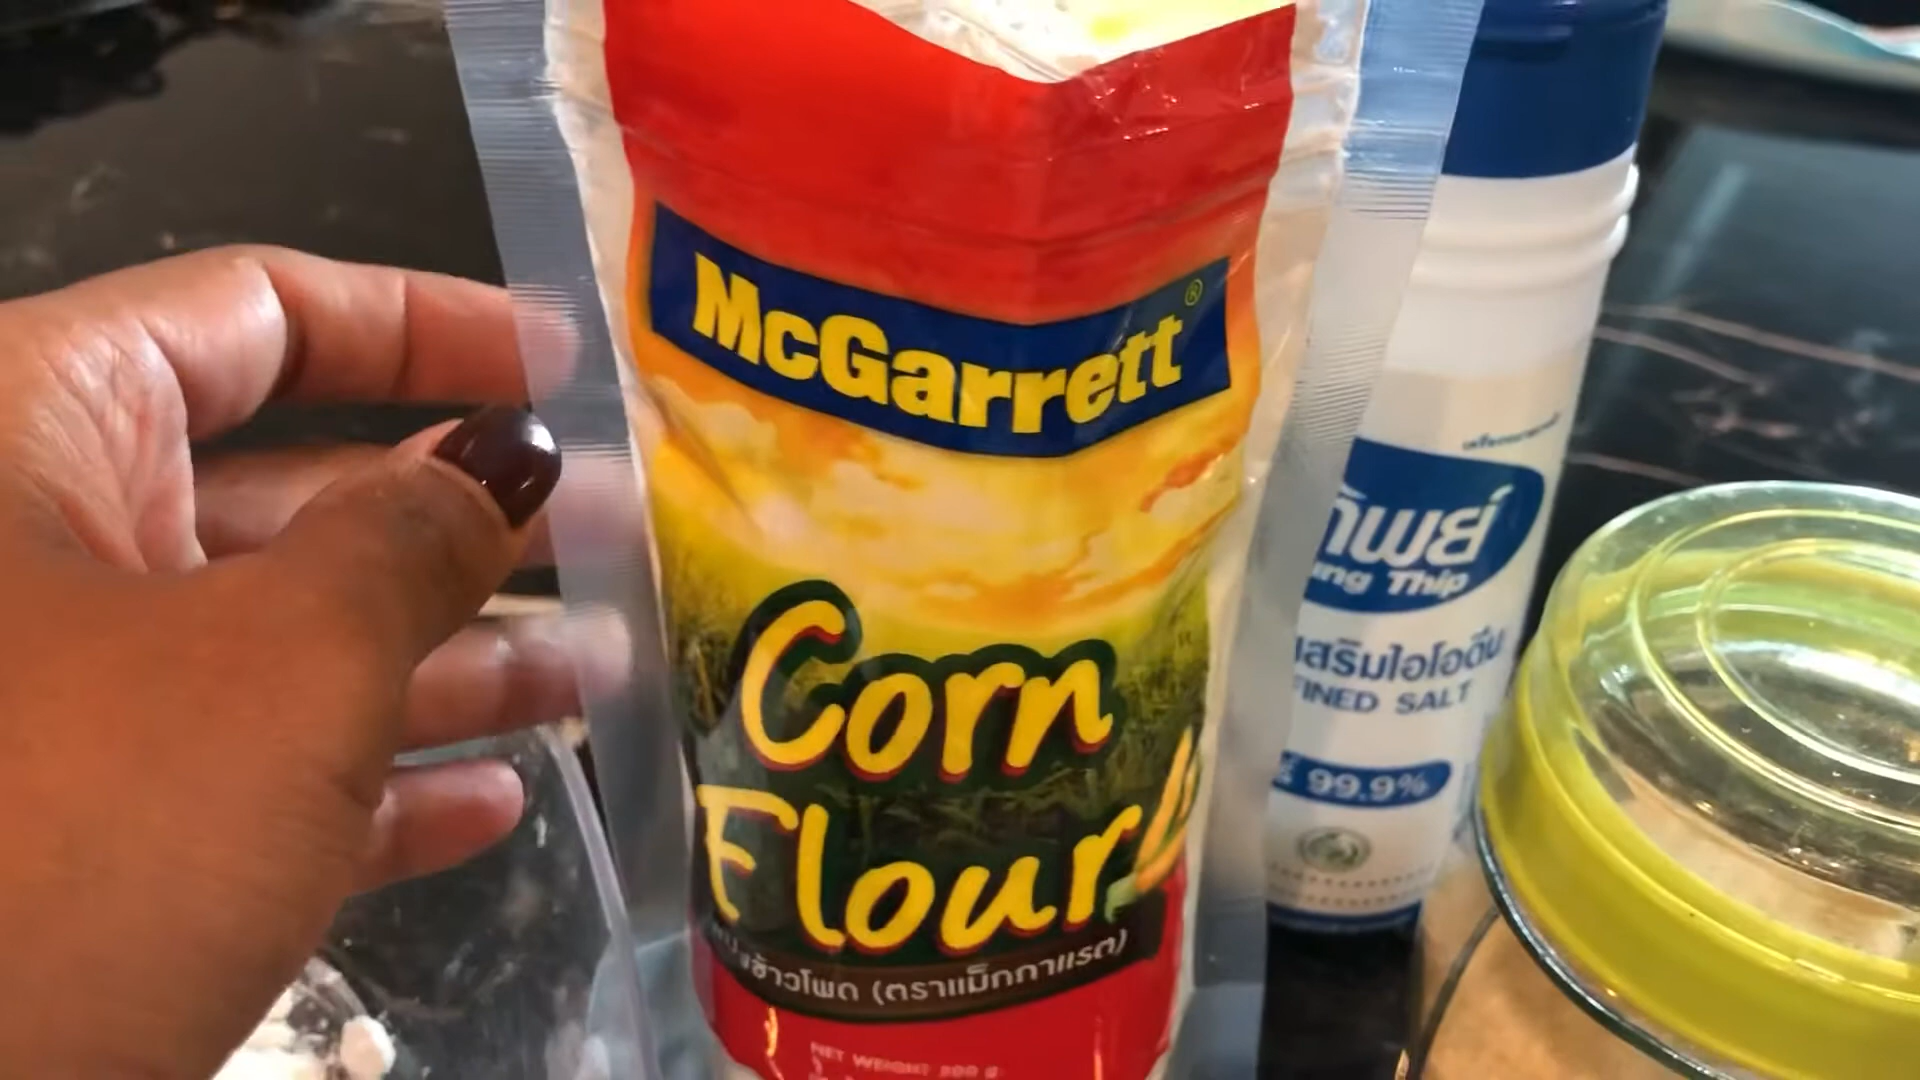 McGarrett®
Corn
Flour
แป้งข้าวโพด (ตราแม็กกาแรต)
NET WEIGHT
ทิพย์
ung Thip
เสริมไอโอดีน
FINED SALT
99.9%